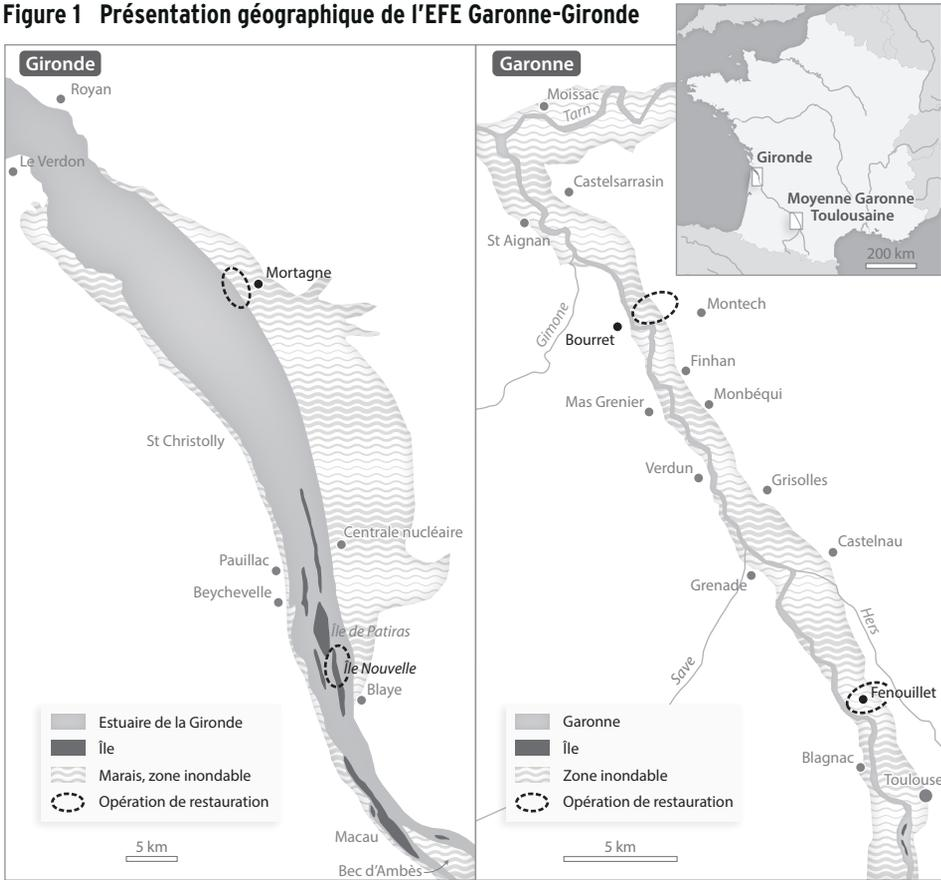 Figure 1 Présentation géographique de l'EFE Garonne-Gironde
Gironde
Royan
Le Verdon
Mortagne
St Christolly
Centrale nucléaire
Pauillac
Beychevelle
Île de Patiras
Île Nouvelle
Blaye
Estuaire de la Gironde
Île
Marais, zone inondable
Opération de restauration
Macau
5 km
Bec d'Ambès
Garonne
Moissac
Tarn
Castelsarrasin
St Aignan
Gimone
Montech
Bourret
Finhan
Monbéqui
Mas Grenier
Verdun
Grisolles
Castelnau
Grenade
Hers
Save
Fenouillet
Garonne
Île
Zone inondable
Opération de restauration
Blagnac
Toulouse
5 km
Gironde
Moyenne Garonne
Toulousaine
200 km